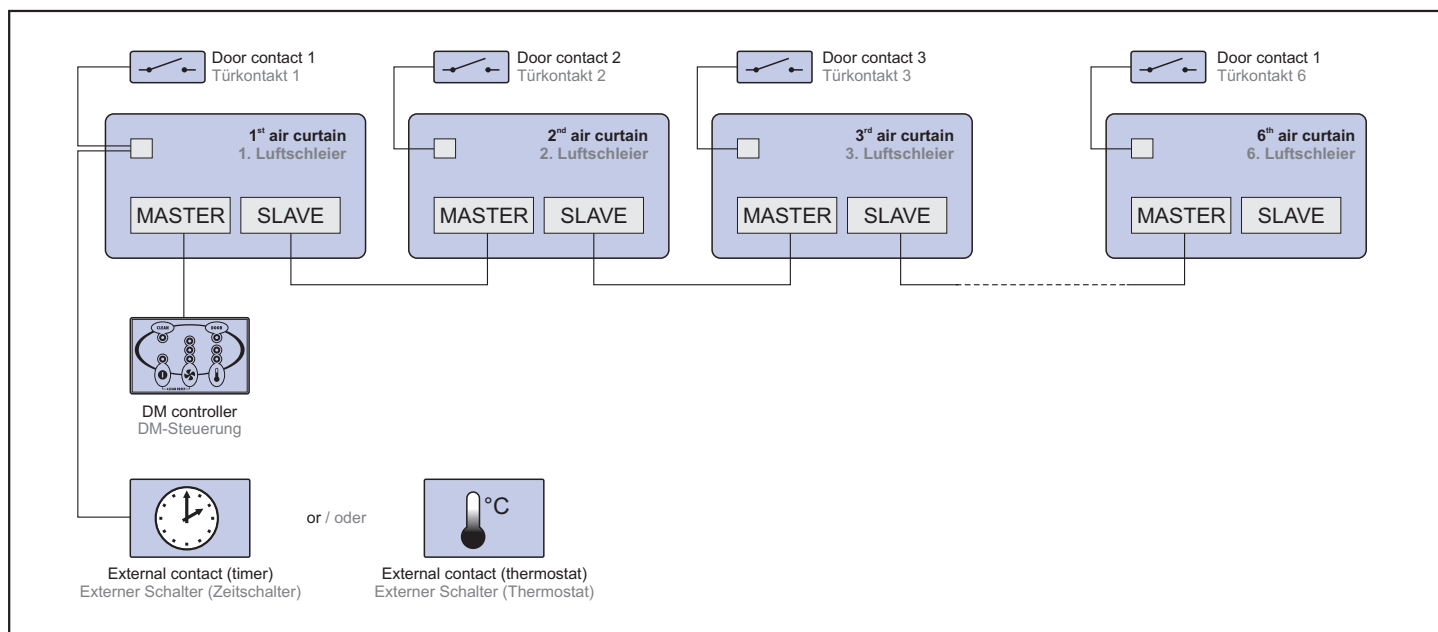 Door contact 1
Türkontakt 1
Door contact 2
Türkontakt 2
Door contact 3
Türkontakt 3
Door contact 1
Türkontakt 6
1st air curtain
1. Luftschleier
2nd air curtain
2. Luftschleier
3rd air curtain
3. Luftschleier
6th air curtain
6. Luftschleier
MASTER
SLAVE
MASTER
SLAVE
MASTER
SLAVE
MASTER
SLAVE
CLEAN
DOOR
DM controller
DM-Steuerung
or / oder
°C
External contact (timer)
Externer Schalter (Zeitschalter)
External contact (thermostat)
Externer Schalter (Thermostat)